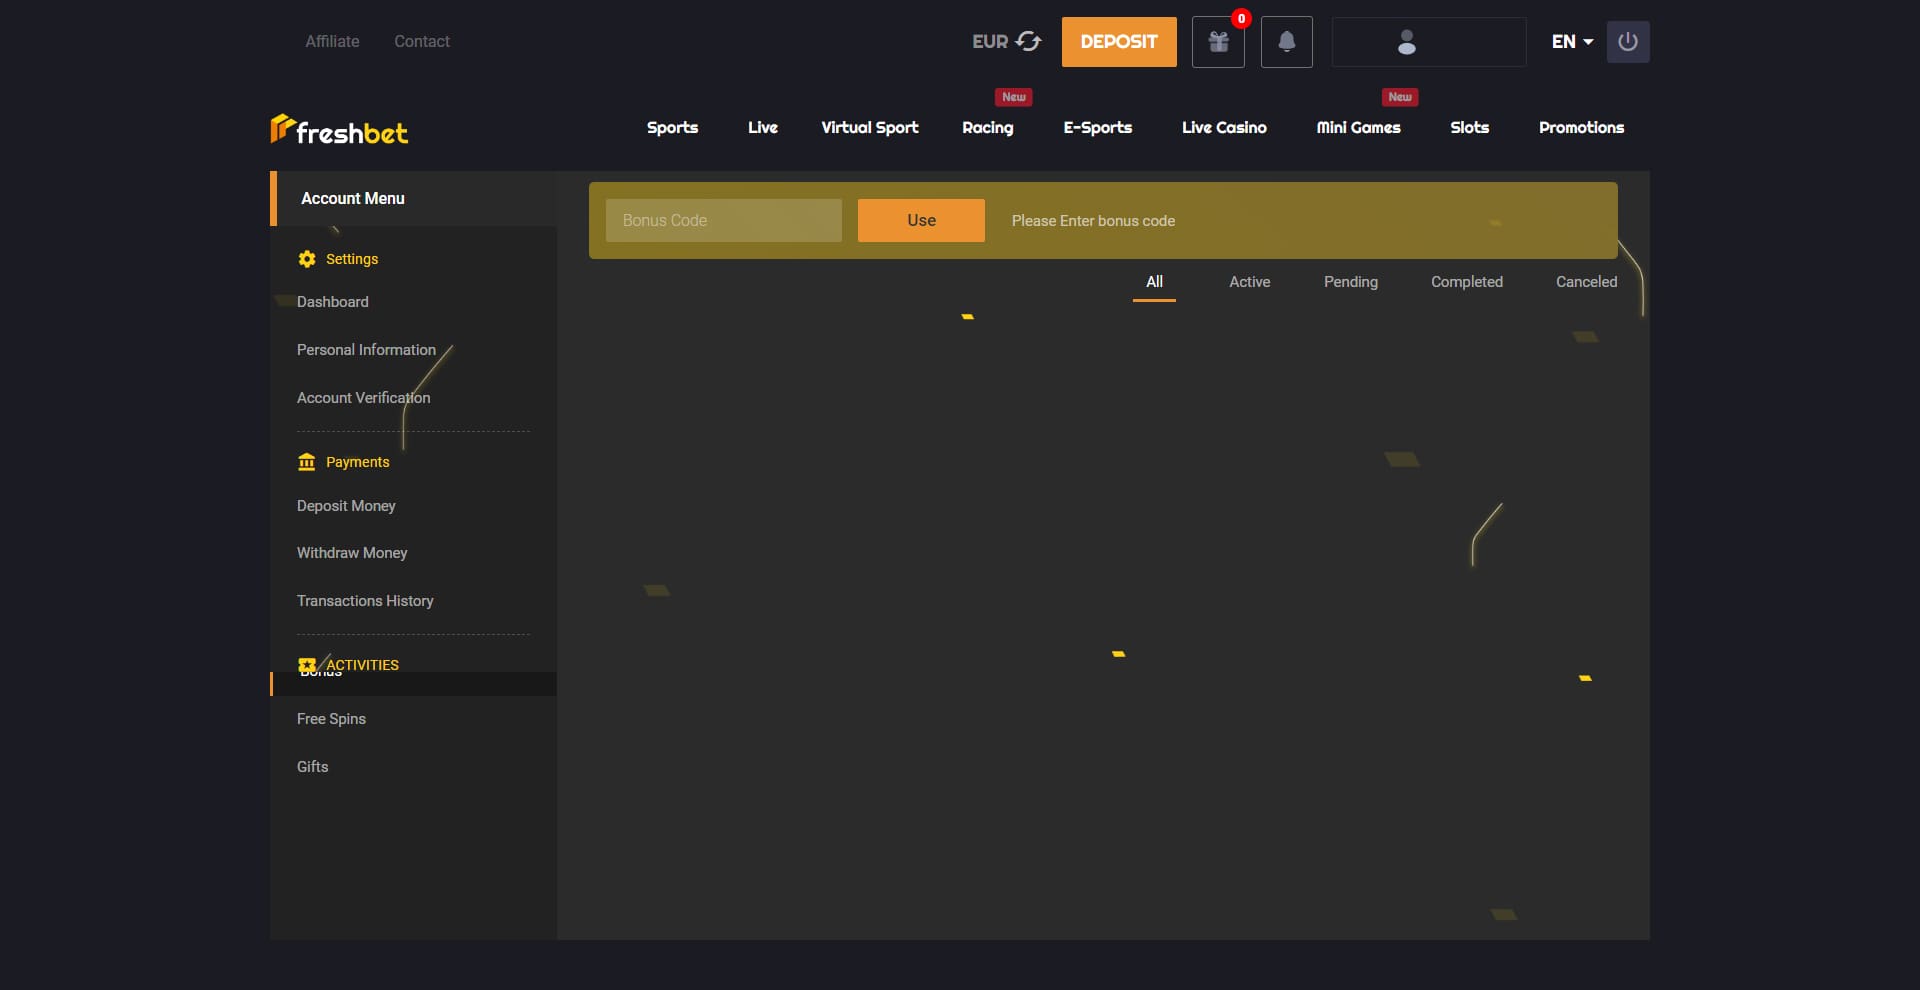 Affiliate Contact EUR DEPOSIT 0 EN
New New
freshbet Sports Live Virtual Sport Racing E-Sports Live Casino Mini Games Slots Promotions
Account Menu
Bonus Code Use Please Enter bonus code
Settings
All Active Pending Completed Canceled
Dashboard
Personal Information
Account Verification
Payments
Deposit Money
Withdraw Money
Transactions History
ACTIVITIES
Bonus
Free Spins
Gifts